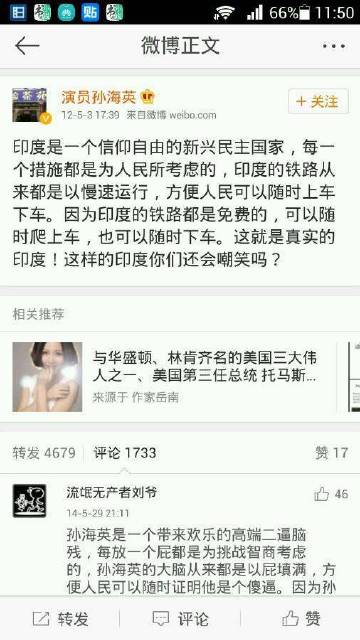 66% 11:50
微博正文
演员孙海英
12-5-3 17:39 来自微博 weibo.com
+ 关注
印度是一个信仰自由的新兴民主国家，每一
个措施都是为人民所考虑的，印度的铁路从
来都是以慢速运行，方便人民可以随时上车
下车。因为印度的铁路都是免费的，可以随
时爬上车，也可以随时下车。这就是真实的
印度！这样的印度你们还会嘲笑吗？
相关推荐
与华盛顿、林肯齐名的美国三大伟
人之一、美国第三任总统 托马斯...
来源于 作家岳南
转发 4679 评论 1733 赞 17
流氓无产者刘爷
46
14-5-29 21:11
孙海英是一个带来欢乐的高端二逼脑
残，每放一个屁都是为挑战智商考虑
的，孙海英的大脑从来都是以屁填满，方
便人民可以随时证明他是个傻逼。因为孙
转发 评论 赞